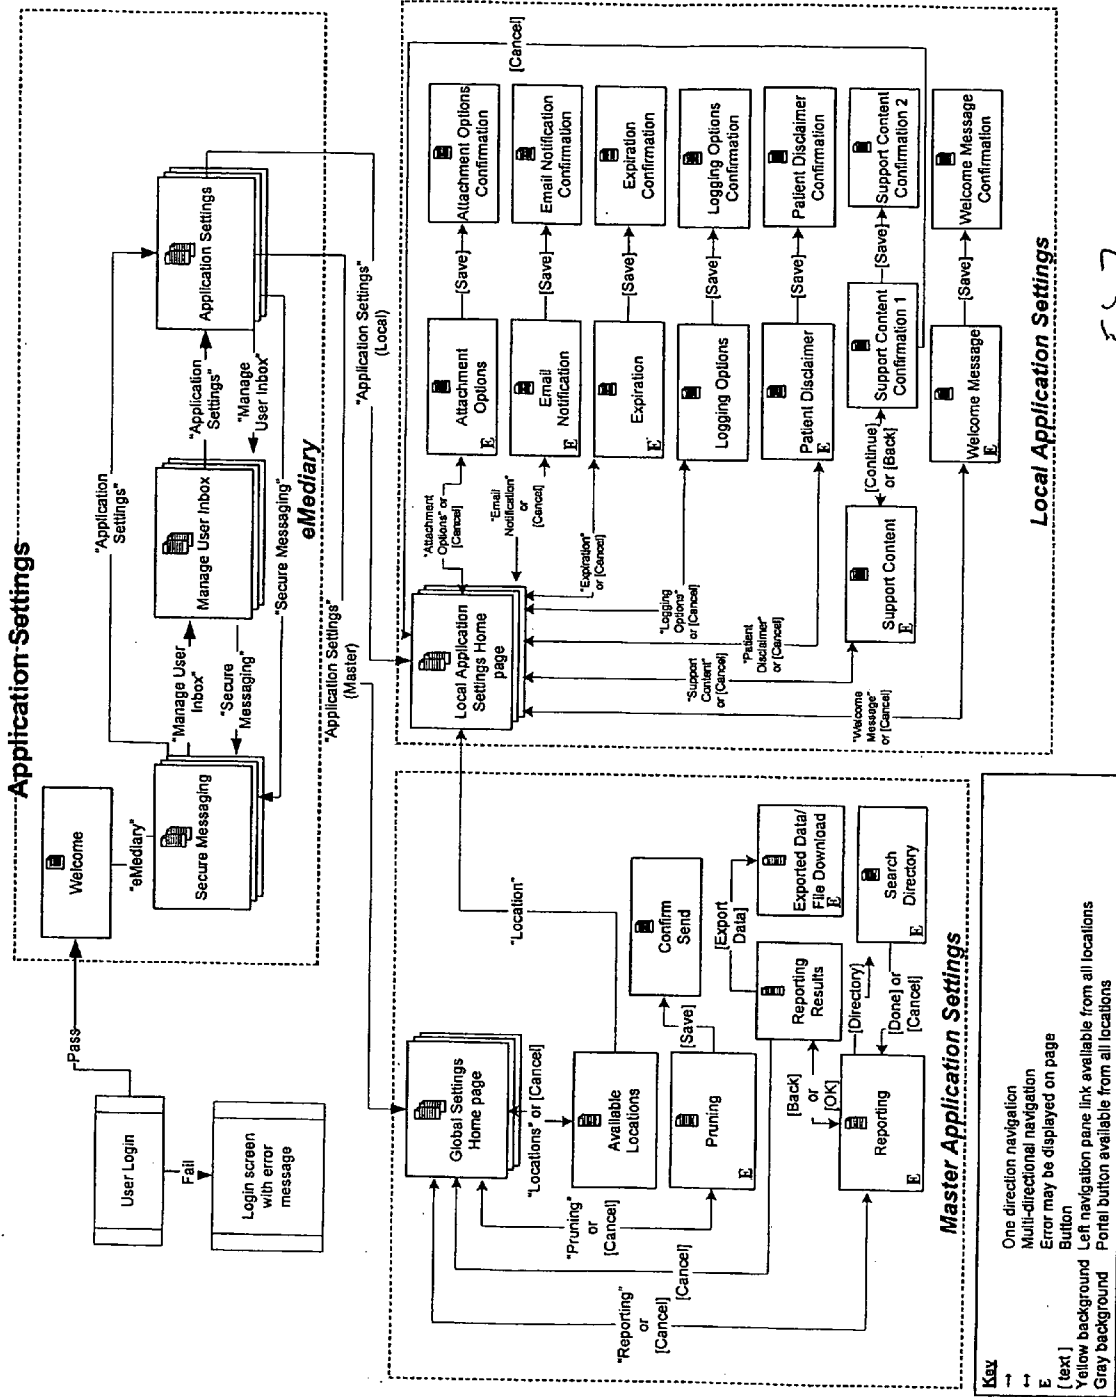 Application Settings
User Login
Fail
Login screen
with error
message
Pass
Welcome
"eMediary"
Secure Messaging
"Manage User
Inbox"
"Secure
Messaging"
Manage User Inbox
"Application
Settings"
"Application
Settings"
"Manage
User Inbox"
"Secure Messaging"
Application Settings
eMediary
"Application Settings"
(Master)
"Application Settings"
(Local)
Global Settings
Home page
"Locations" or [Cancel]
Available
Locations
"Location"
"Pruning"
or
[Cancel]
Pruning
E
[Save]
Confirm
Send
[Cancel]
"Reporting"
or
[Cancel]
Reporting
E
[Back]
or
[OK]
Reporting
Results
[Export
Data]
Exported Data/
File Download
E
[Directory]
[Done] or
[Cancel]
Search
Directory
E
Master Application Settings
Local Application
Settings Home
page
[Cancel]
"Attachment
Options" or
[Cancel]
Attachment
Options
E
[Save]
Attachment Options
Confirmation
"Email
Notification"
or
[Cancel]
Email
Notification
E
[Save]
Email Notification
Confirmation
"Expiration"
or [Cancel]
Expiration
E
[Save]
Expiration
Confirmation
"Logging
Options"
or [Cancel]
Logging Options
[Save]
Logging Options
Confirmation
"Patient
Disclaimer"
or [Cancel]
Patient Disclaimer
E
[Save]
Patient Disclaimer
Confirmation
"Support
Content"
or [Cancel]
Support Content
E
[Continue]
or [Back]
Support Content
Confirmation 1
[Save]
Support Content
Confirmation 2
"Welcome
Message"
or [Cancel]
Welcome Message
E
[Save]
Welcome Message
Confirmation
Local Application Settings
Key
→ One direction navigation
↔ Multi-directional navigation
E Error may be displayed on page
[text] Button
Yellow background Left navigation pane link available from all locations
Gray background Portal button available from all locations